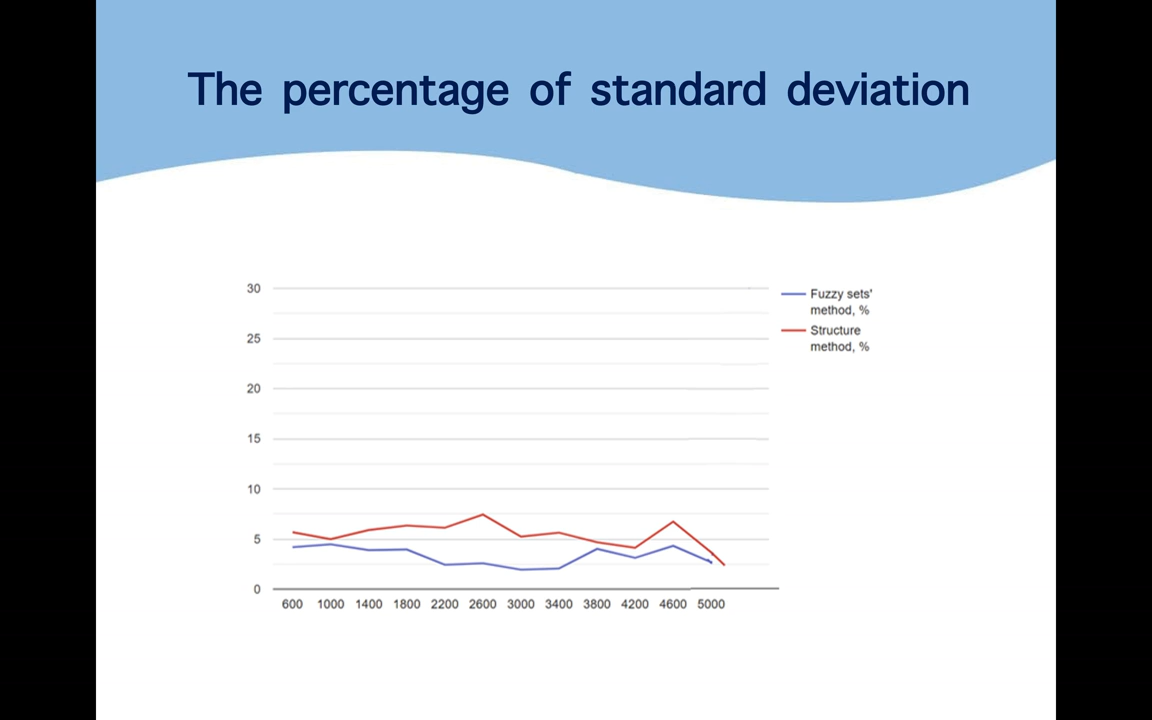 The percentage of standard deviation
30
25
20
15
10
5
0
600 1000 1400 1800 2200 2600 3000 3400 3800 4200 4600 5000
Fuzzy sets'
method, %
Structure
method, %